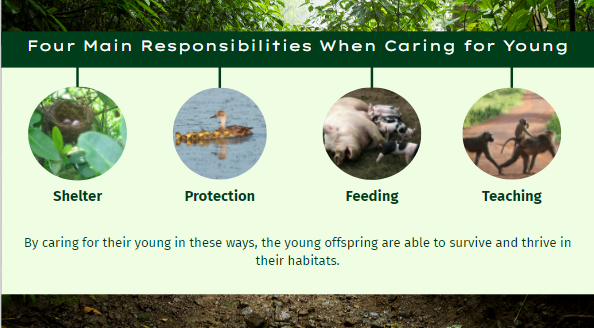 Four Main Responsibilities When Caring for Young
Shelter
Protection
Feeding
Teaching
By caring for their young in these ways, the young offspring are able to survive and thrive in
their habitats.